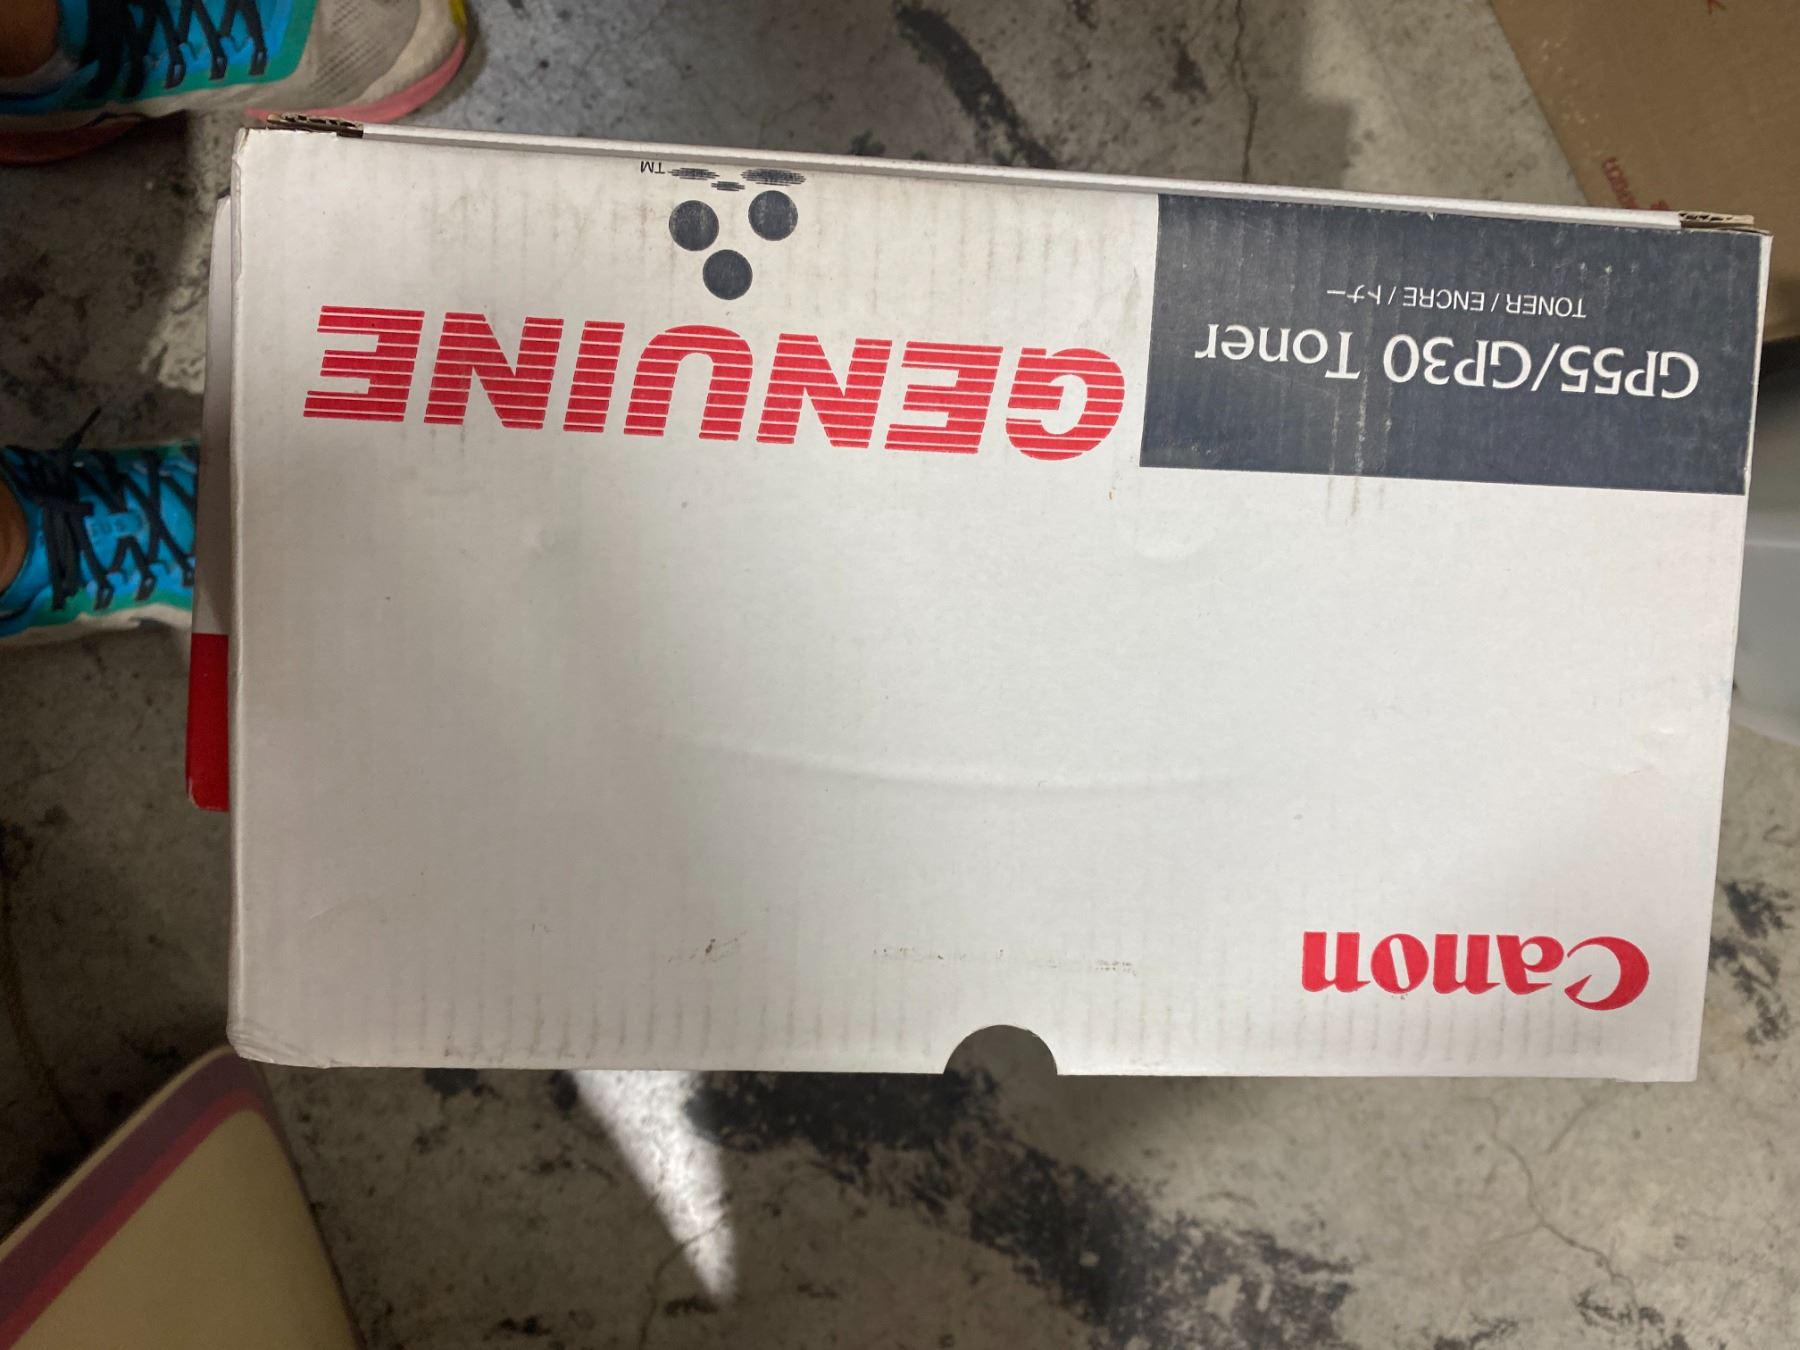 Canon
GP55/GP30 Toner
TONER / ENCRE / トナー
GENUINE
TM